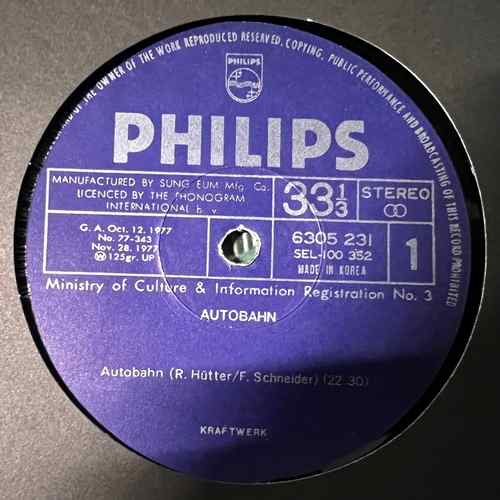 OF THE OWNER OF THE WORK REPRODUCED RESERVED. COPYING, PUBLIC PERFORMANCE AND BROADCASTING OF THIS RECORD PROHIBITED
PHILIPS
PHILIPS
MANUFACTURED BY SUNG EUM Mfg. Co.
LICENCED BY THE PHONOGRAM
INTERNATIONAL b.v.
33 1/3
STEREO
G. A. Oct. 12, 1977
No. 77-343
Nov. 28, 1977
Ⓦ 125gr. UP
6305 231
SEL-100 352
MADE IN KOREA
1
Ministry of Culture & Information Registration No. 3
AUTOBAHN
Autobahn (R. Hütter/F. Schneider) (22 30)
KRAFTWERK